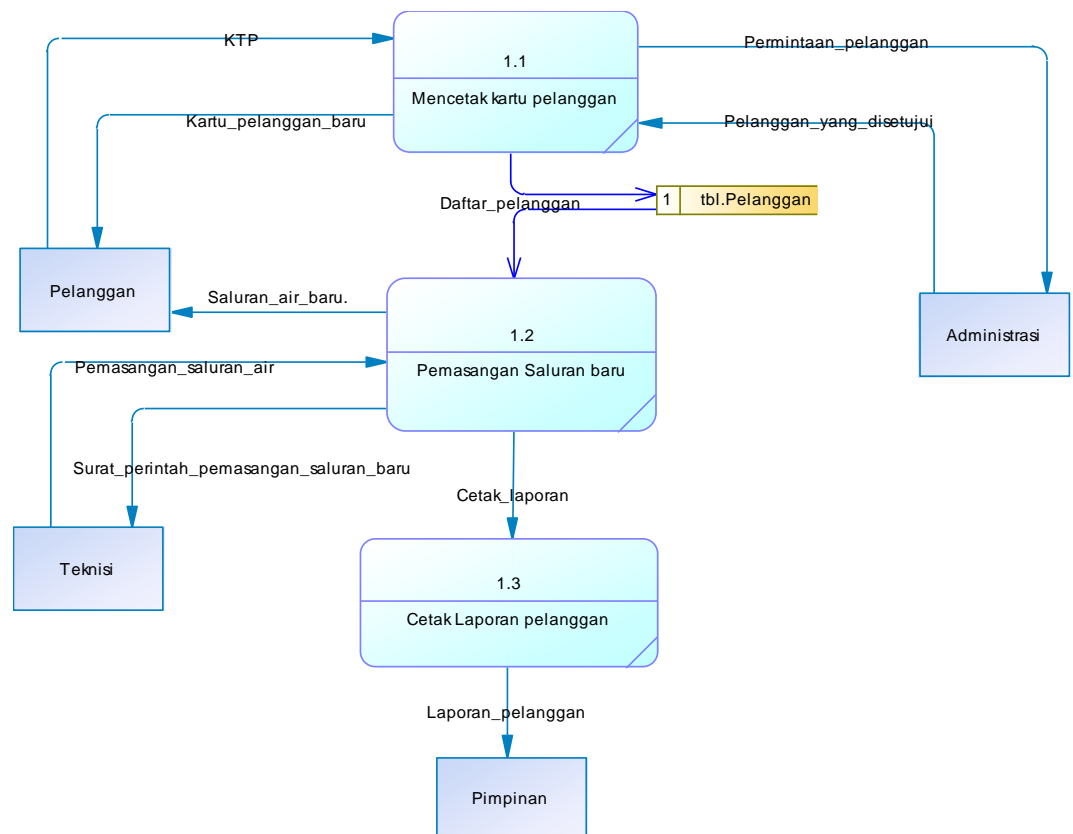 KTP
Permintaan_pelanggan
1.1
Mencetak kartu pelanggan
Kartu_pelanggan_baru
Pelanggan_yang_disetujui
Daftar_pelanggan
1 tbl.Pelanggan
Pelanggan
Saluran_air_baru.
Administrasi
1.2
Pemasangan Saluran baru
Pemasangan_saluran_air
Surat_perintah_pemasangan_saluran_baru
Cetak_laporan
Teknisi
1.3
Cetak Laporan pelanggan
Laporan_pelanggan
Pimpinan